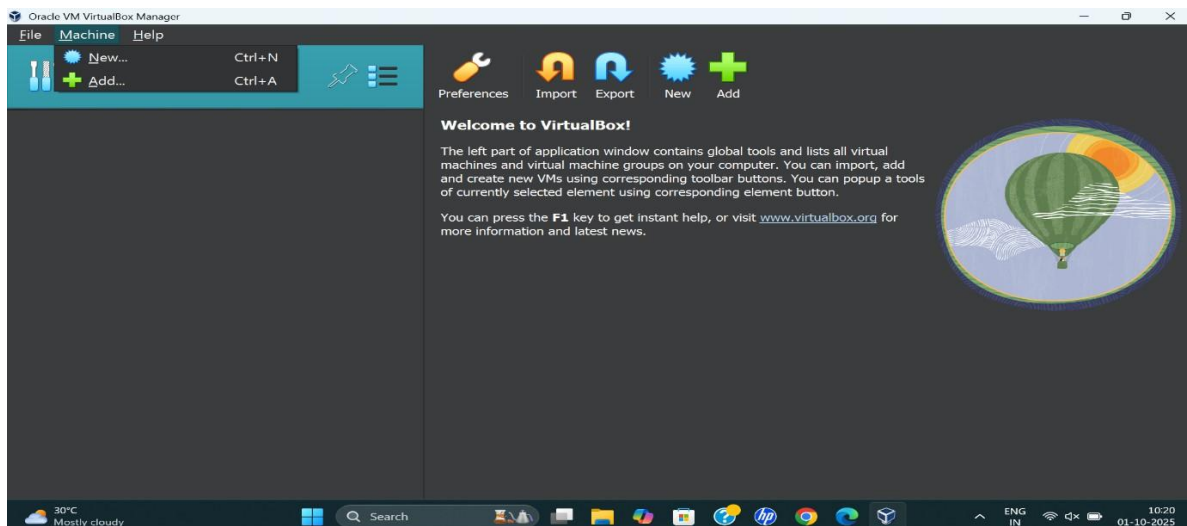 Oracle VM VirtualBox Manager
File Machine Help
New... Ctrl+N
Add... Ctrl+A
Preferences Import Export New Add
Welcome to VirtualBox!
The left part of application window contains global tools and lists all virtual
machines and virtual machine groups on your computer. You can import, add
and create new VMs using corresponding toolbar buttons. You can popup a tools
of currently selected element using corresponding element button.
You can press the F1 key to get instant help, or visit www.virtualbox.org for
more information and latest news.
30°C
Mostly cloudy
Search
hp
ENG
IN
10:20
01-10-2025